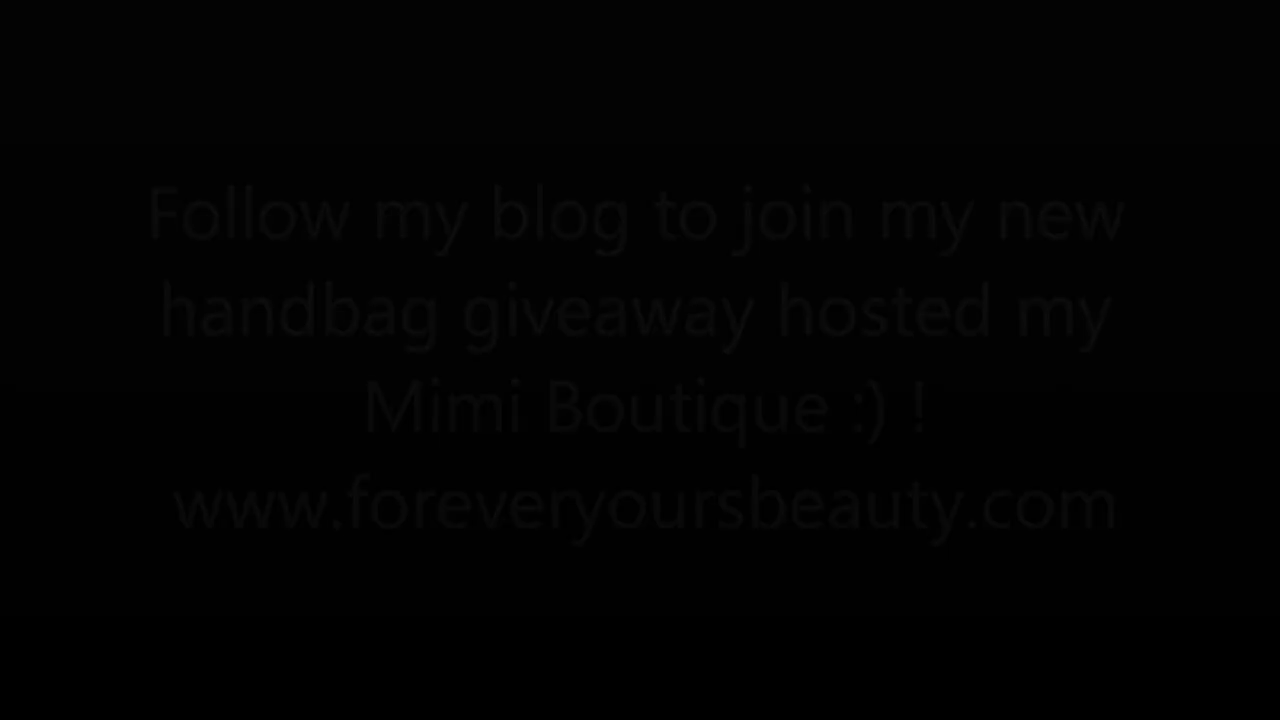 Follow my blog to join my new
handbag giveaway hosted my
Mimi Boutique :) !
www.foreveryoursbeauty.com